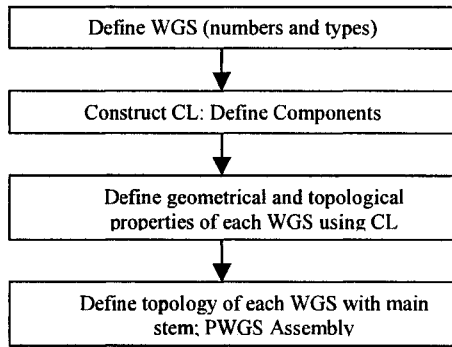 Define WGS (numbers and types)
Construct CL: Define Components
Define geometrical and topological
properties of each WGS using CL
Define topology of each WGS with main
stem; PWGS Assembly